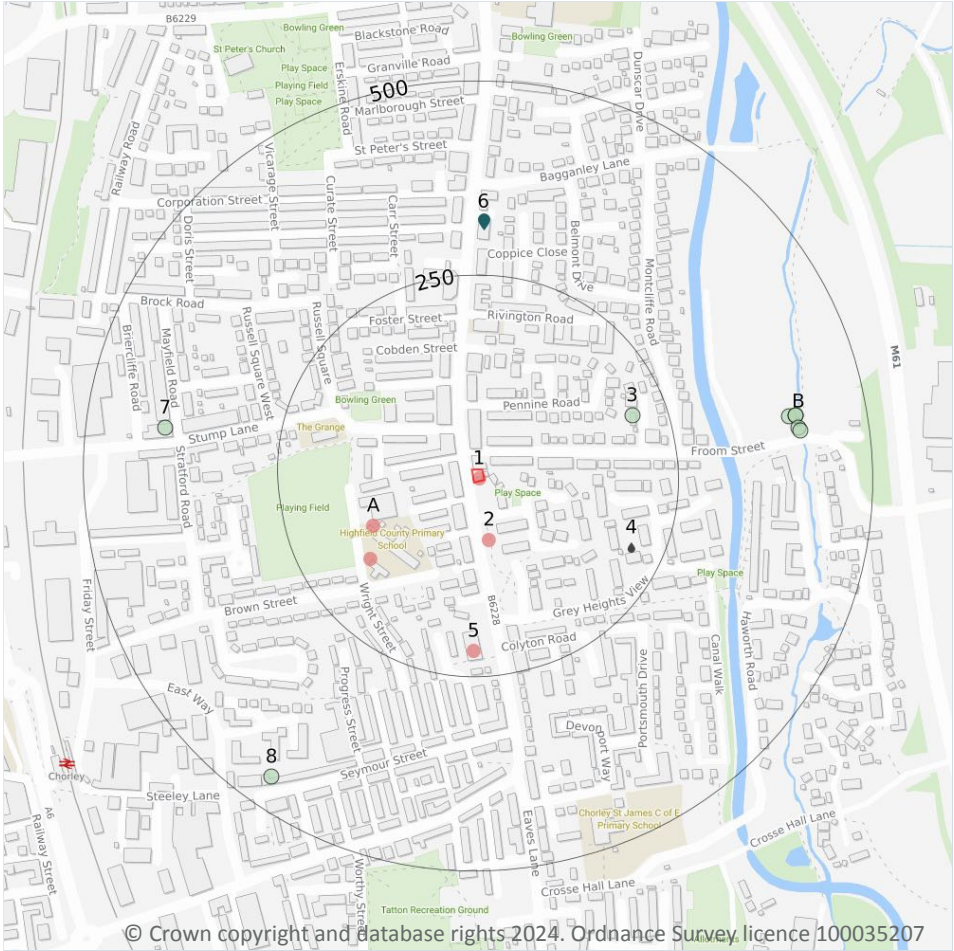 B6229
Bowling Green
Blackstone Road
St Peter's Church
Bowling Green
Granville Road
Play Space
Playing Field
Play Space
Erskine Road
Dunscar Drive
500
Marlborough Street
Railway Road
St Peter's Street
Vicarage Street
Bagganley Lane
Corporation Street
Curate Street
Carr Street
6
Doris Street
Belmont Drive
Coppice Close
Montcliffe Road
250
Brock Road
Foster Street
Rivington Road
Russell Square
Russell Square West
Mayfield Road
Briercliffe Road
Cobden Street
M61
Bowling Green
Pennine Road
3
B
7
Stump Lane
The Grange
Froom Street
1
Stratford Road
Play Space
Playing Field
A
2
4
Highfield County Primary
School
Play Space
Friday Street
Brown Street
Wright Street
B6228
Grey Heights View
5
Colyton Road
Haworth Road
Canal Walk
Portsmouth Drive
East Way
Progress Street
Devonport Way
8
Seymour Street
Chorley
Steeley Lane
A6
Railway Street
Eaves Lane
Chorley St James C of E
Primary School
Crosse Hall Lane
Worthy Street
Crosse Hall Lane
Tatton Recreation Ground
Allotments
© Crown copyright and database rights 2024. Ordnance Survey licence 100035207